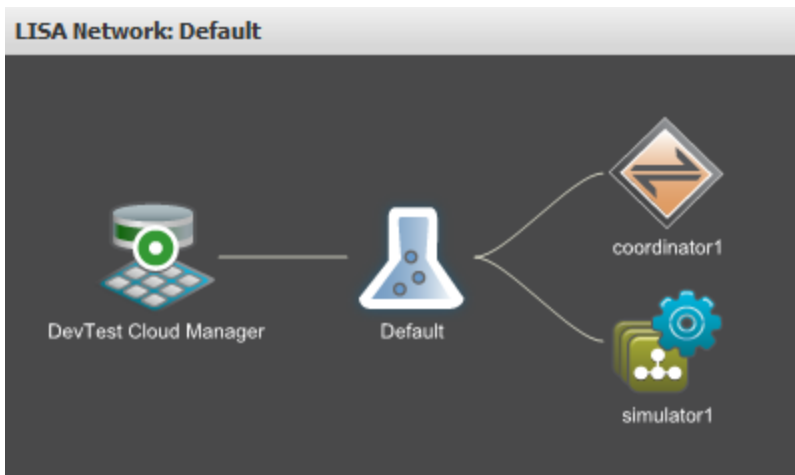 LISA Network: Default
coordinator1
DevTest Cloud Manager
Default
simulator1